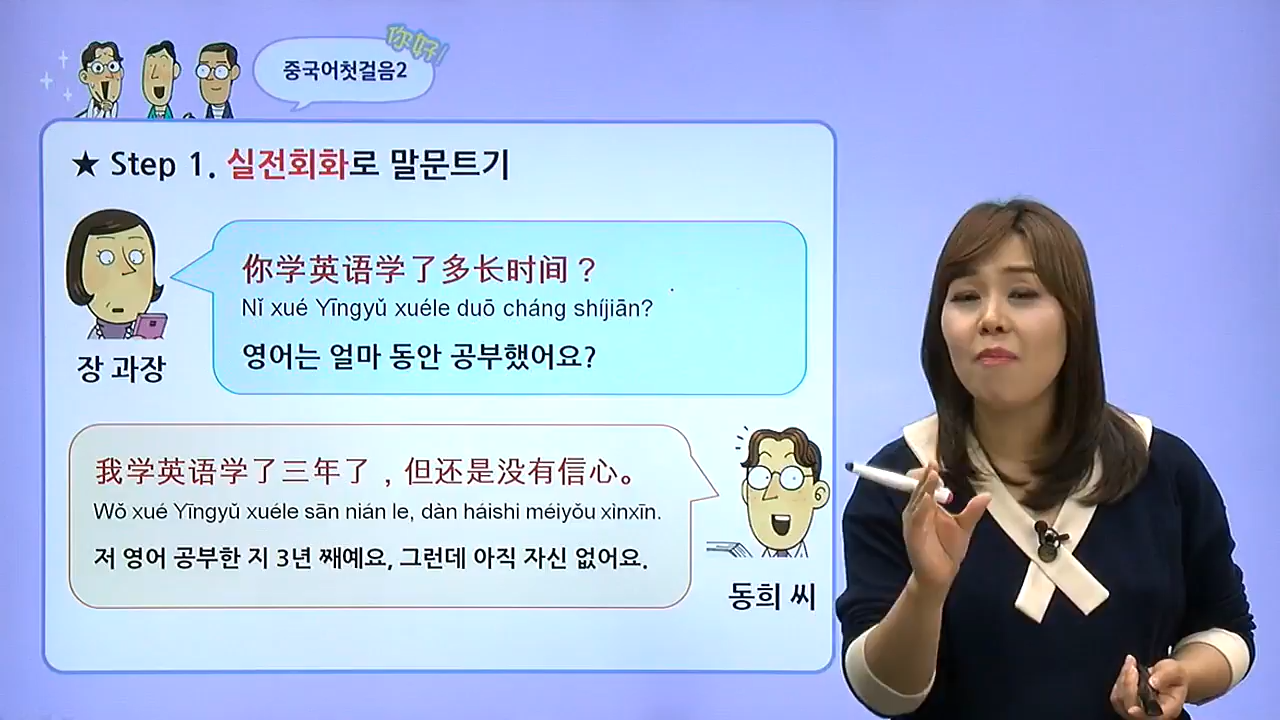 你好!
중국어첫걸음2
★ Step 1. 실전회화로 말문트기
你学英语学了多长时间？
Nǐ xué Yīngyǔ xuéle duō cháng shíjiān?
영어는 얼마 동안 공부했어요?
장 과장
我学英语学了三年了，但还是没有信心。
Wǒ xué Yīngyǔ xuéle sān nián le, dàn háishi méiyǒu xìnxīn.
저 영어 공부한 지 3년 째예요, 그런데 아직 자신 없어요.
동희 씨